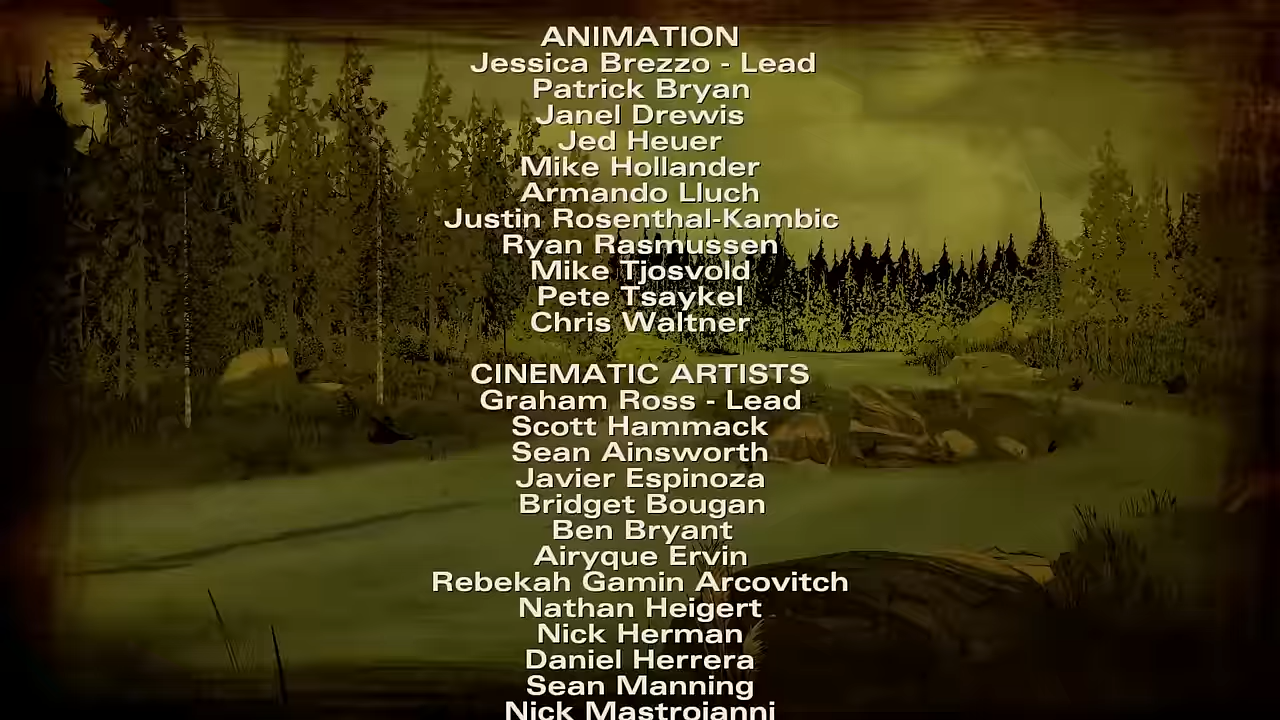 ANIMATION
Jessica Brezzo - Lead
Patrick Bryan
Janel Drewis
Jed Heuer
Mike Hollander
Armando Lluch
Justin Rosenthal-Kambic
Ryan Rasmussen
Mike Tjosvold
Pete Tsaykel
Chris Waltner
CINEMATIC ARTISTS
Graham Ross - Lead
Scott Hammack
Sean Ainsworth
Javier Espinoza
Bridget Bougan
Ben Bryant
Airyque Ervin
Rebekah Gamin Arcovitch
Nathan Heigert
Nick Herman
Daniel Herrera
Sean Manning
Nick Mastroianni